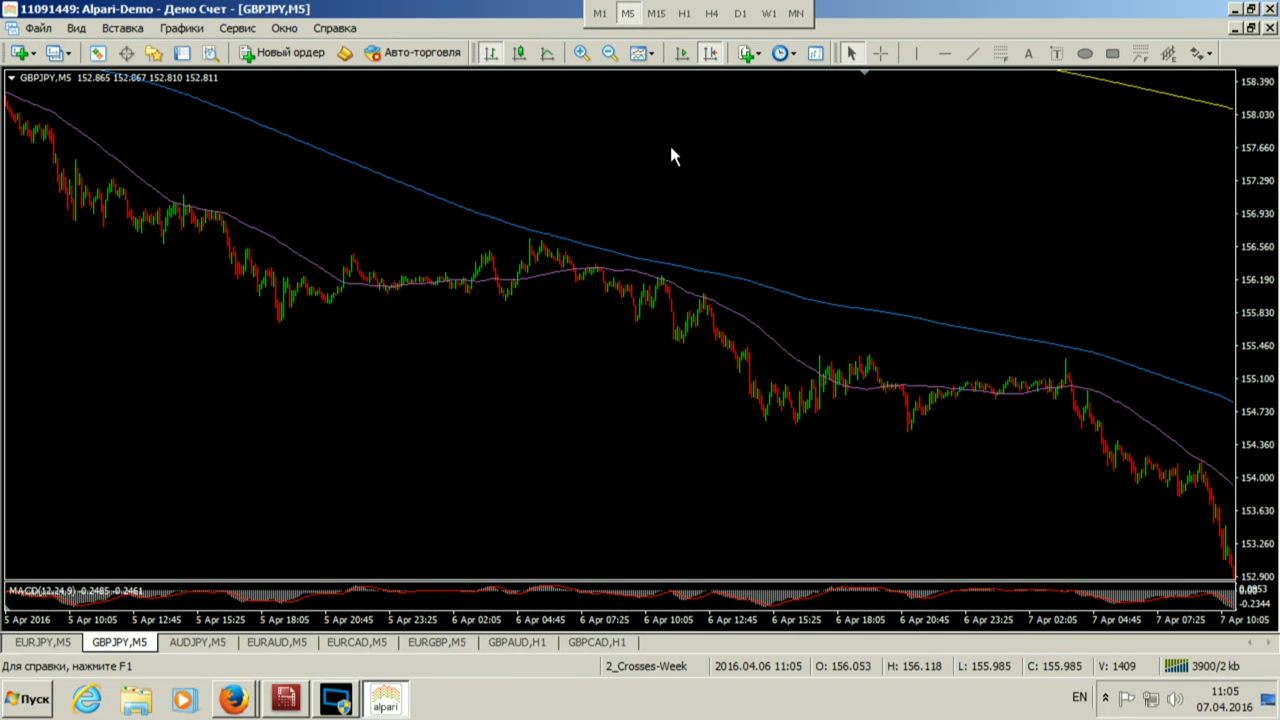 11091449: Alpari-Demo - Демо Счет - [GBPJPY,M5]
M1 M5 M15 H1 H4 D1 W1 MN
Файл Вид Вставка Графики Сервис Окно Справка
Новый ордер Авто-торговля A T
GBPJPY,M5 152.865 152.867 152.810 152.811
158.390
158.030
157.660
157.290
156.930
156.560
156.190
155.830
155.460
155.100
154.730
154.360
154.000
153.630
153.260
152.900
MACD(12,24,9) -0.2485 -0.2461
-0.2344
5 Apr 2016 5 Apr 10:05 5 Apr 12:45 5 Apr 15:25 5 Apr 18:05 5 Apr 20:45 5 Apr 23:25 6 Apr 02:05 6 Apr 04:45 6 Apr 07:25 6 Apr 10:05 6 Apr 12:45 6 Apr 15:25 6 Apr 18:05 6 Apr 20:45 6 Apr 23:25 7 Apr 02:05 7 Apr 04:45 7 Apr 07:25 7 Apr 10:05
EURJPY,M5 GBPJPY,M5 AUDJPY,M5 EURAUD,M5 EURCAD,M5 EURGBP,M5 GBPAUD,H1 GBPCAD,H1
Для справки, нажмите F1 2_Crosses-Week 2016.04.06 11:05 O: 156.053 H: 156.118 L: 155.985 C: 155.985 V: 1409 3900/2 kb
Пуск alpari EN 11:05
07.04.2016